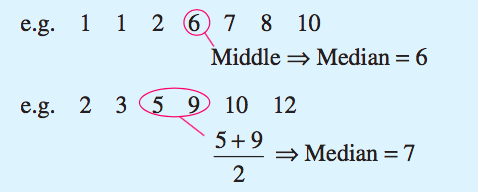 e.g. 1 1 2 6 7 8 10
Middle ⇒ Median = 6
e.g. 2 3 5 9 10 12
5 + 9
2
⇒ Median = 7